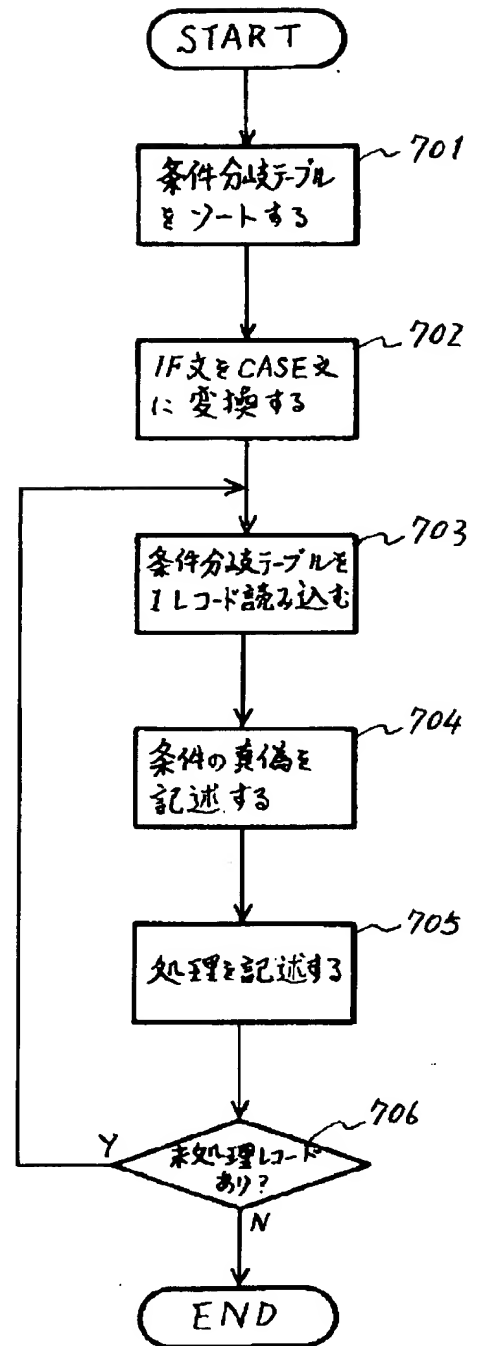 START
701
条件分岐テーブル
をソートする
702
IF文をCASE文
に変換する
703
条件分岐テーブルを
1レコード読み込む
704
条件の真偽を
記述する
705
処理を記述する
706
未処理レコード
あり?
Y
N
END